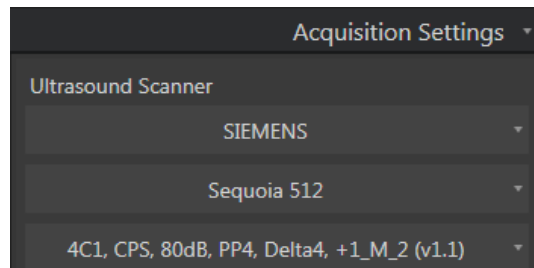 Acquisition Settings
Ultrasound Scanner
SIEMENS
Sequoia 512
4C1, CPS, 80dB, PP4, Delta4, +1_M_2 (v1.1)